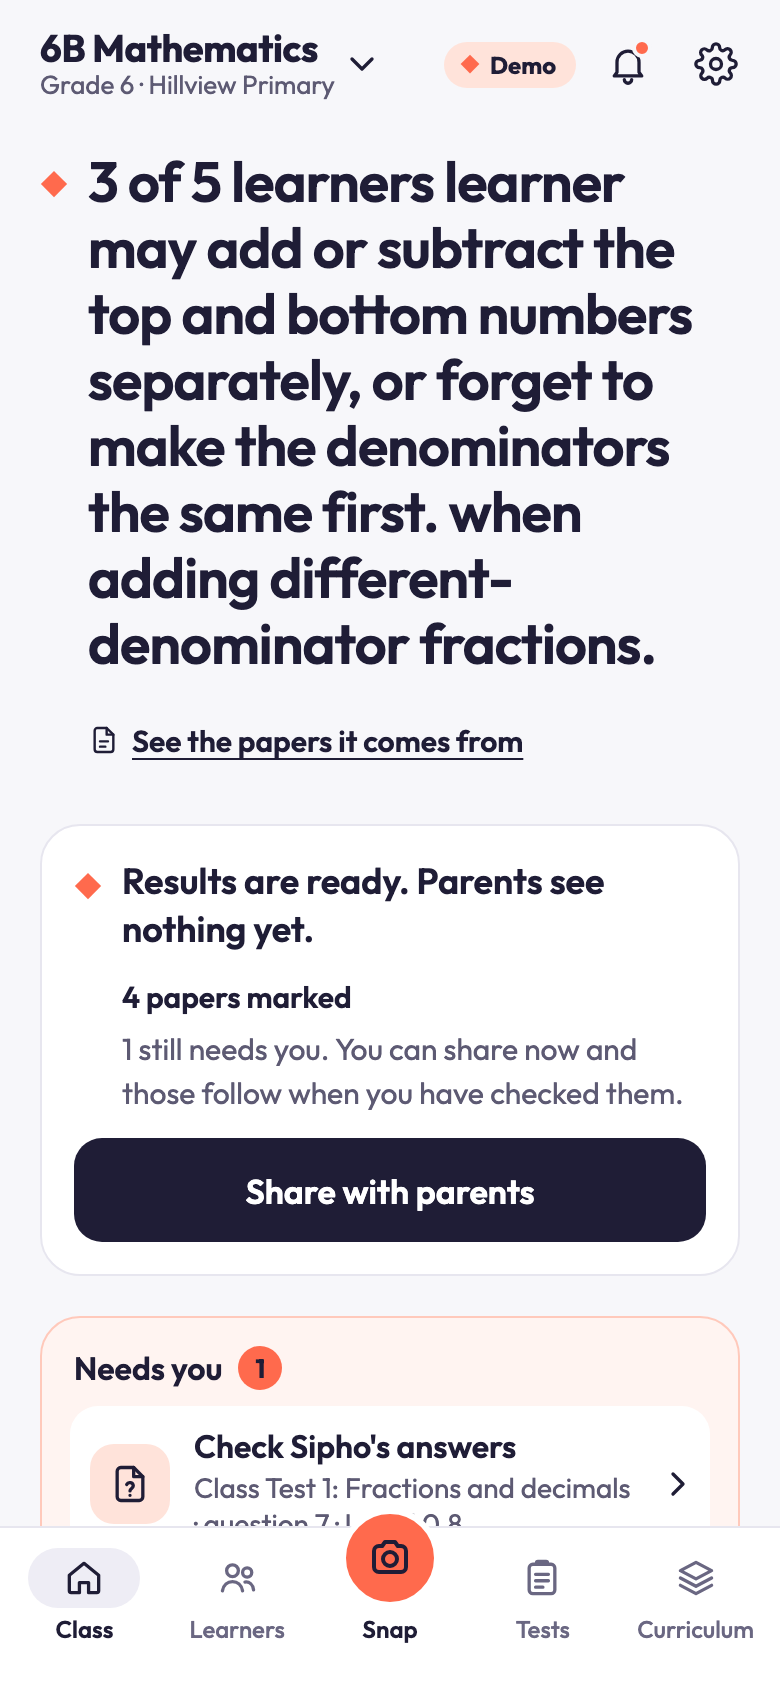 6B Mathematics
Grade 6 · Hillview Primary
Demo
3 of 5 learners learner
may add or subtract the
top and bottom numbers
separately, or forget to
make the denominators
the same first. when
adding different-
denominator fractions.
See the papers it comes from
Results are ready. Parents see
nothing yet.
4 papers marked
1 still needs you. You can share now and
those follow when you have checked them.
Share with parents
Needs you 1
Check Sipho's answers
Class Test 1: Fractions and decimals
· question 7 ·
Class
Learners
Snap
Tests
Curriculum